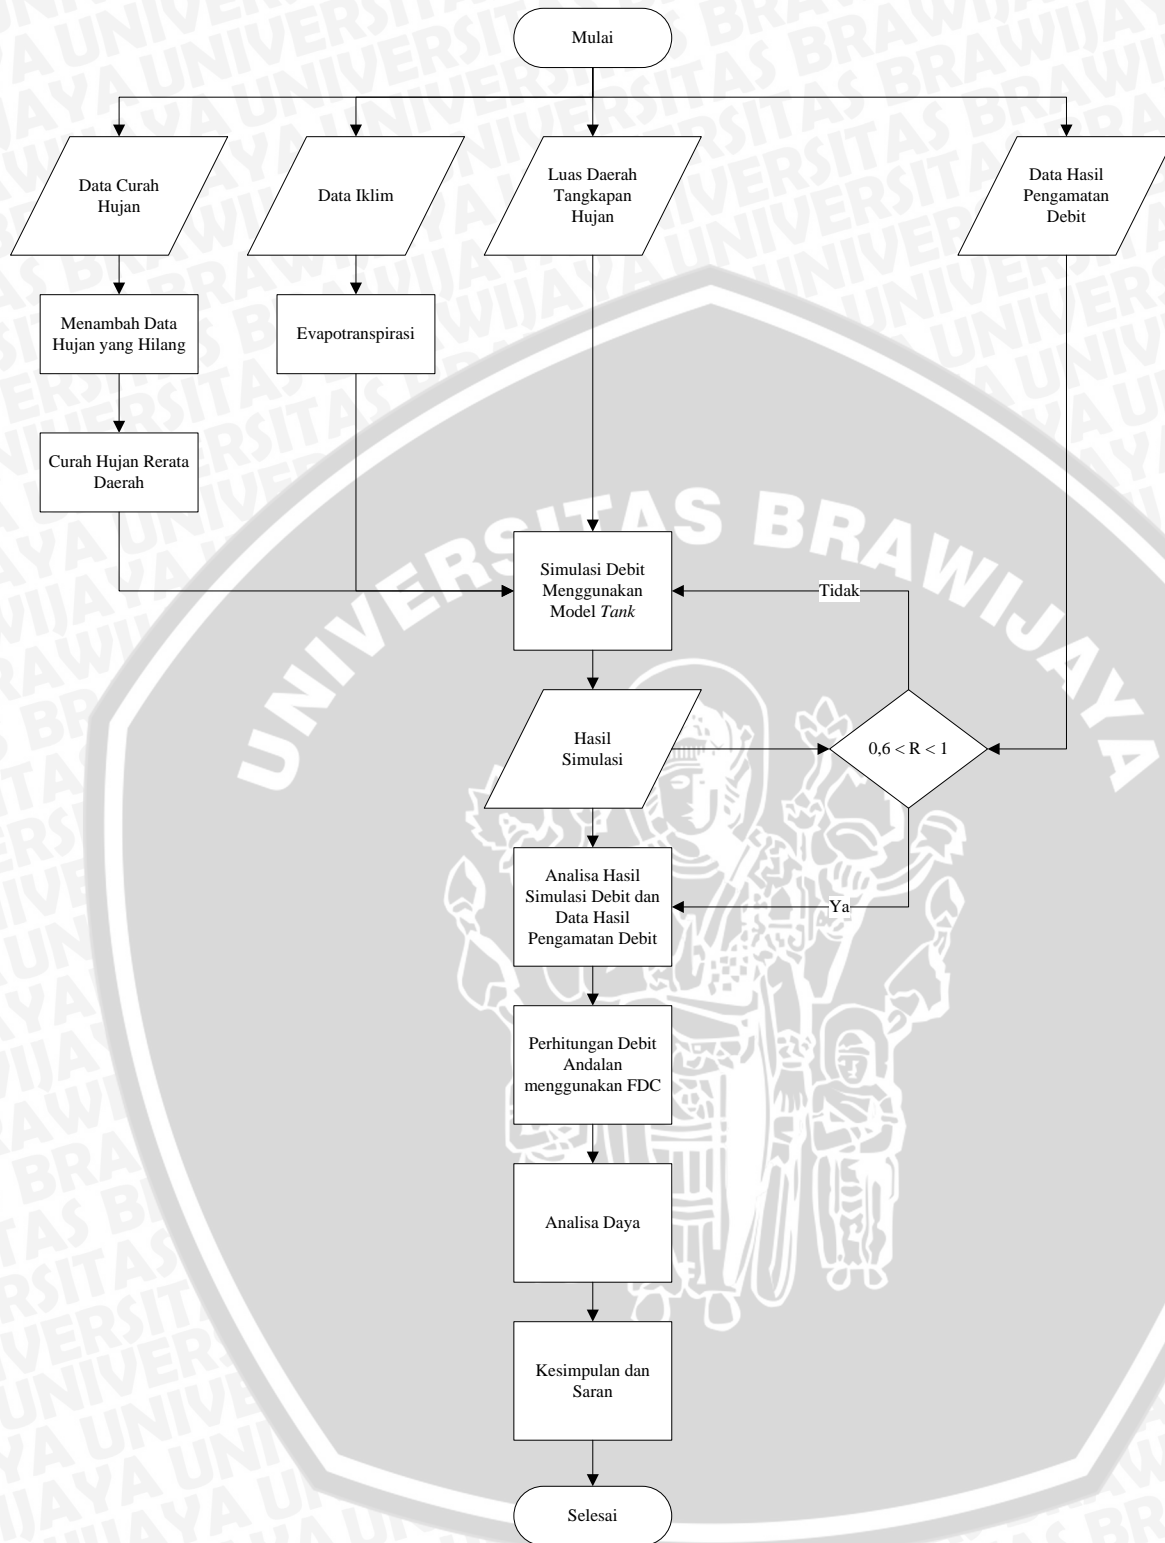 Mulai
Data Curah
Hujan
Data Iklim
Luas Daerah
Tangkapan
Hujan
Data Hasil
Pengamatan
Debit
Menambah Data
Hujan yang Hilang
Evapotranspirasi
Curah Hujan Rerata
Daerah
UNIVERSITAS BRAWIJAYA
Simulasi Debit
Menggunakan
Model Tank
Tidak
Hasil
Simulasi
0,6 < R < 1
Analisa Hasil
Simulasi Debit dan
Data Hasil
Pengamatan Debit
Ya
Perhitungan Debit
Andalan
menggunakan FDC
Analisa Daya
Kesimpulan dan
Saran
Selesai